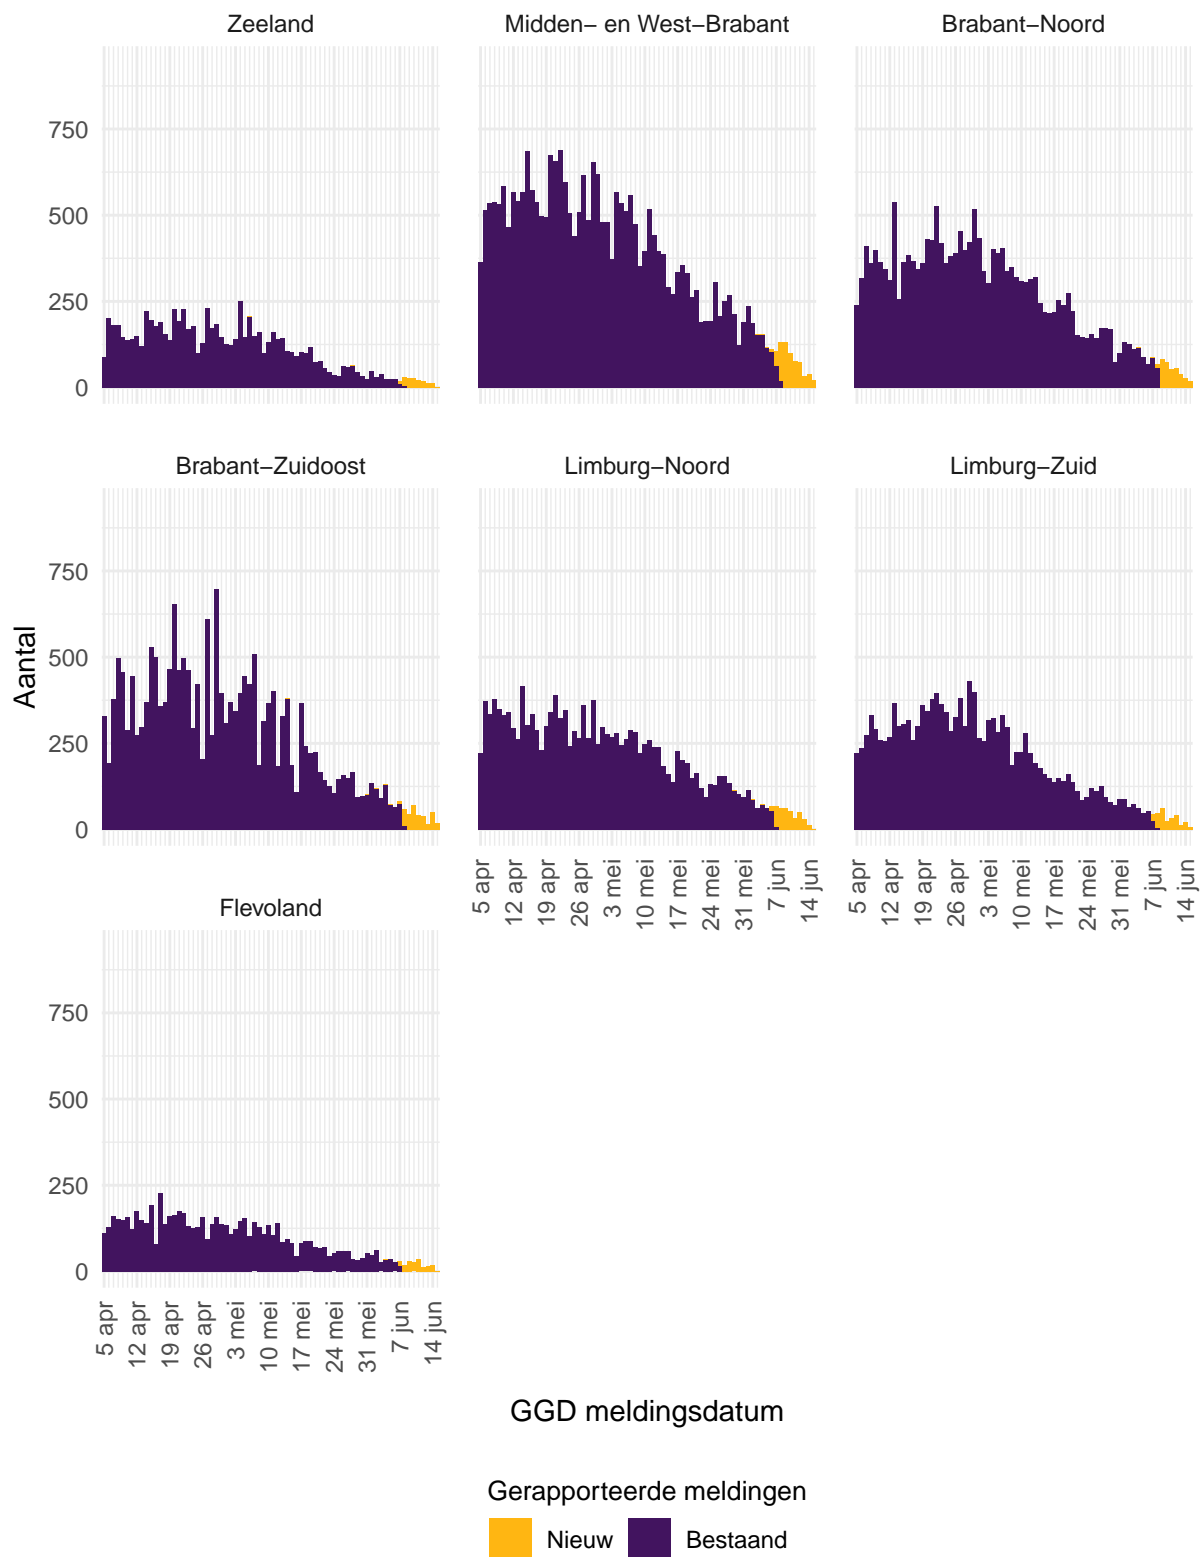 Zeeland
Midden− en West−Brabant
Brabant−Noord
750
500
250
0
Brabant−Zuidoost
Limburg−Noord
Limburg−Zuid
750
500
250
0
Aantal
5 apr
12 apr
19 apr
26 apr
3 mei
10 mei
17 mei
24 mei
31 mei
7 jun
14 jun
5 apr
12 apr
19 apr
26 apr
3 mei
10 mei
17 mei
24 mei
31 mei
7 jun
14 jun
Flevoland
750
500
250
0
5 apr
12 apr
19 apr
26 apr
3 mei
10 mei
17 mei
24 mei
31 mei
7 jun
14 jun
GGD meldingsdatum
Gerapporteerde meldingen
Nieuw
Bestaand